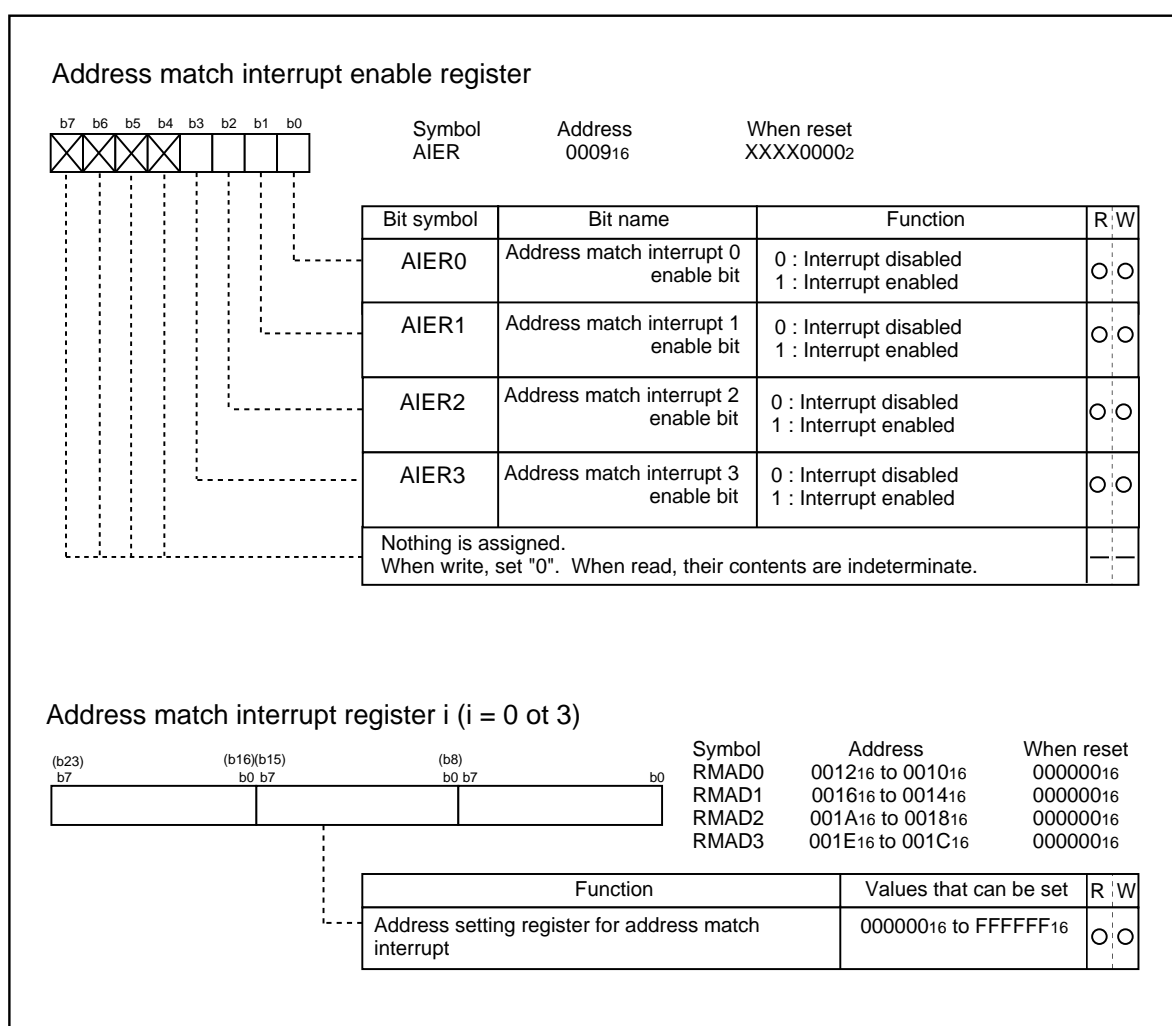 Address match interrupt enable register
b7 b6 b5 b4 b3 b2 b1 b0
Symbol Address When reset
AIER 000916 XXXX00002
Bit symbol Bit name Function R W
AIER0 Address match interrupt 0 enable bit 0 : Interrupt disabled
1 : Interrupt enabled
AIER1 Address match interrupt 1 enable bit 0 : Interrupt disabled
1 : Interrupt enabled
AIER2 Address match interrupt 2 enable bit 0 : Interrupt disabled
1 : Interrupt enabled
AIER3 Address match interrupt 3 enable bit 0 : Interrupt disabled
1 : Interrupt enabled
Nothing is assigned.
When write, set "0". When read, their contents are indeterminate.
Address match interrupt register i (i = 0 ot 3)
(b23) (b16)(b15) (b8)
b7 b0 b7 b0 b7 b0
Symbol Address When reset
RMAD0 001216 to 001016 00000016
RMAD1 001616 to 001416 00000016
RMAD2 001A16 to 001816 00000016
RMAD3 001E16 to 001C16 00000016
Function Values that can be set R W
Address setting register for address match
interrupt
00000016 to FFFFFF16